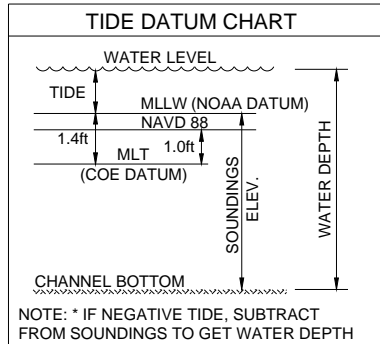 TIDE DATUM CHART
WATER LEVEL
TIDE
MLLW (NOAA DATUM)
NAVD 88
1.4ft
1.0ft
MLT
(COE DATUM)
SOUNDINGS
ELEV.
WATER DEPTH
CHANNEL BOTTOM
NOTE: * IF NEGATIVE TIDE, SUBTRACT
FROM SOUNDINGS TO GET WATER DEPTH